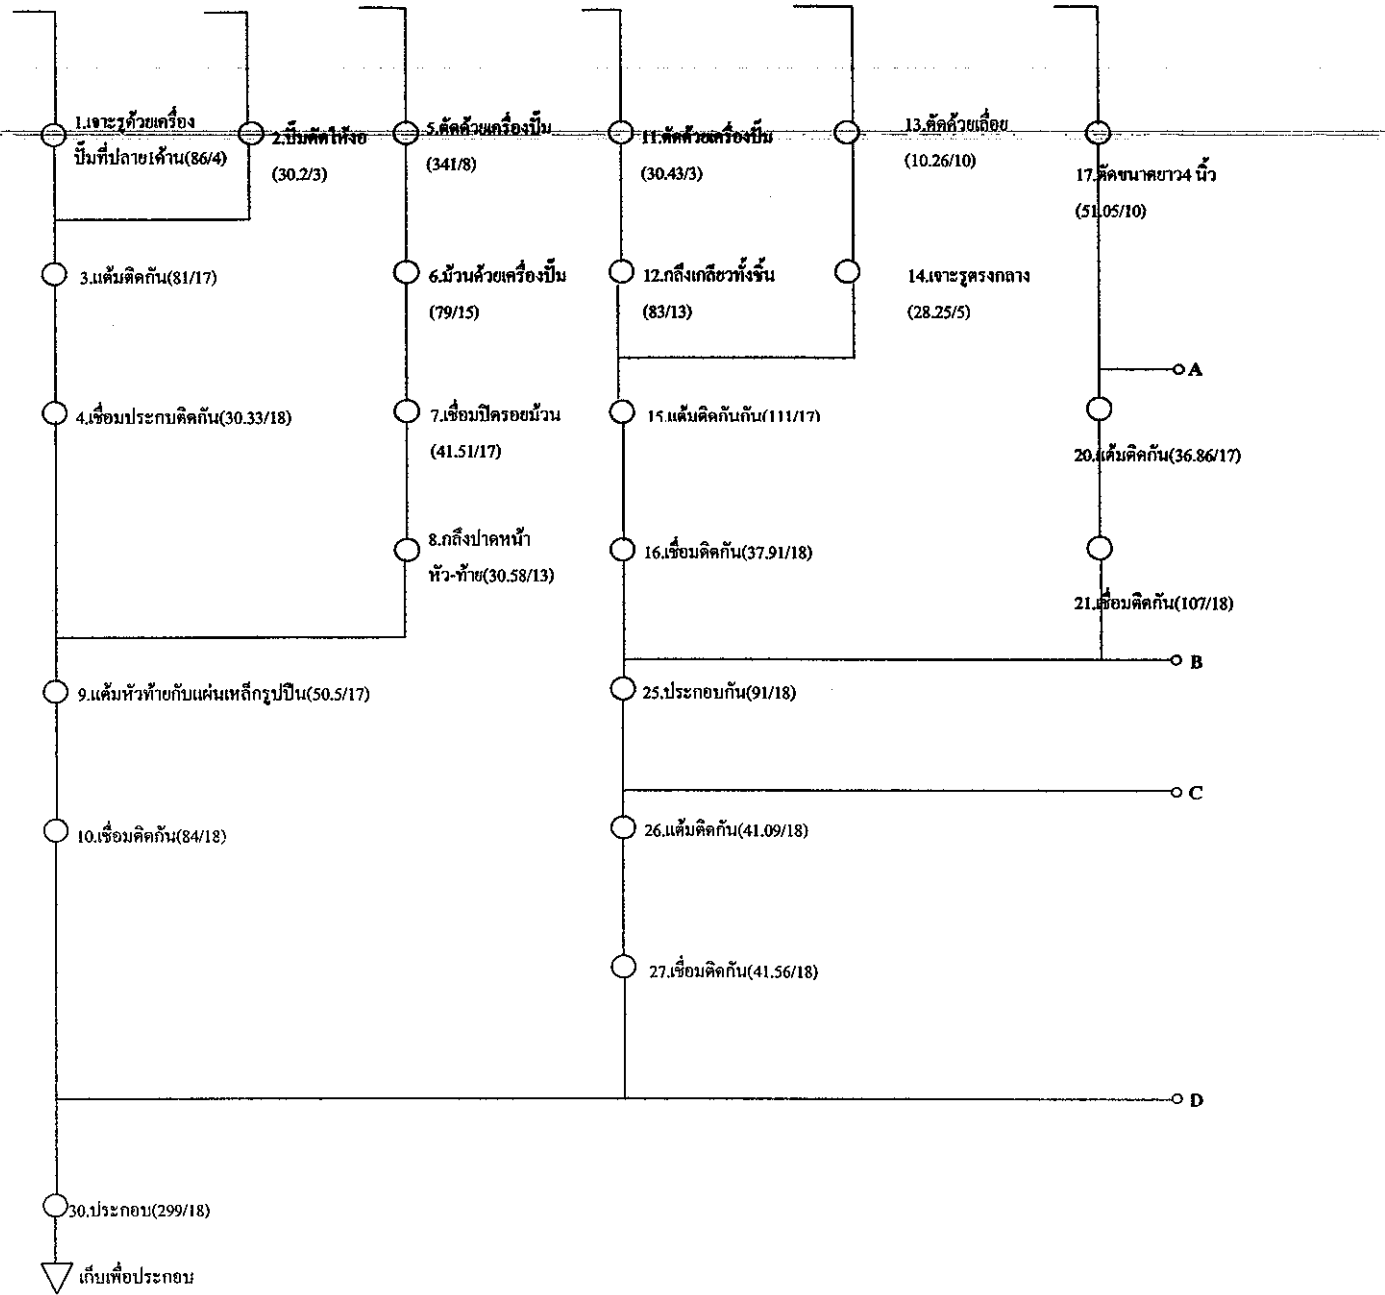 1.เจาะรูด้วยเครื่อง
ปั๊มที่ปลาย1ด้าน(86/4)
2.ปั๊มตัดให้งอ
(30.2/3)
5.ตัดด้วยเครื่องปั๊ม
(341/8)
11.ตัดด้วยเครื่องปั๊ม
(30.43/3)
13.ตัดด้วยเลื่อย
(10.26/10)
17.ตัดขนาดยาว4 นิ้ว
(51.05/10)
3.แต้มติดกัน(81/17)
6.ม้วนด้วยเครื่องปั๊ม
(79/15)
12.กลึงเกลียวทั้งชิ้น
(83/13)
14.เจาะรูตรงกลาง
(28.25/5)
A
4.เชื่อมประกบติดกัน(30.33/18)
7.เชื่อมปิดรอยม้วน
(41.51/17)
15.แต้มติดกันกัน(111/17)
20.แต้มติดกัน(36.86/17)
8.กลึงปาดหน้า
หัว-ท้าย(30.58/13)
16.เชื่อมติดกัน(37.91/18)
21.เชื่อมติดกัน(107/18)
B
9.แต้มหัวท้ายกับแผ่นเหล็กรูปปืน(50.5/17)
25.ประกอบกัน(91/18)
C
10.เชื่อมติดกัน(84/18)
26.แต้มติดกัน(41.09/18)
27.เชื่อมติดกัน(41.56/18)
D
30.ประกอบ(299/18)
เก็บเพื่อประกอบ